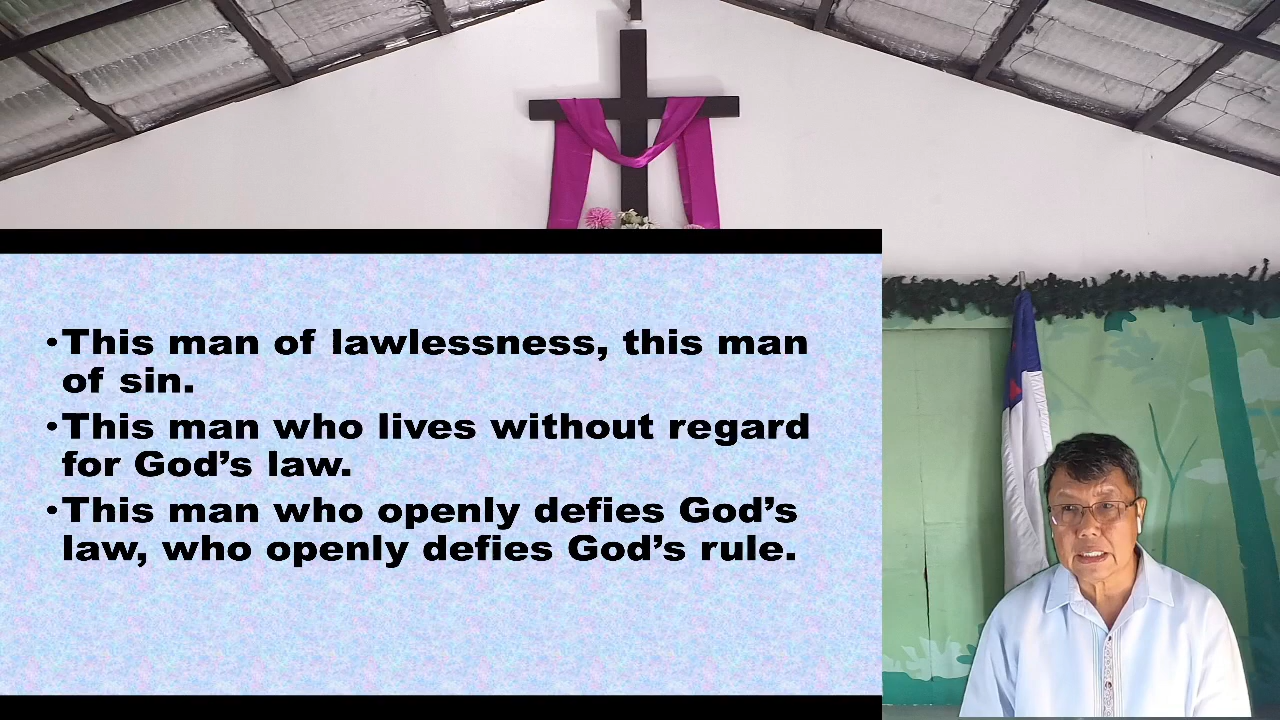 •This man of lawlessness, this man
of sin.
•This man who lives without regard
for God’s law.
•This man who openly defies God’s
law, who openly defies God’s rule.